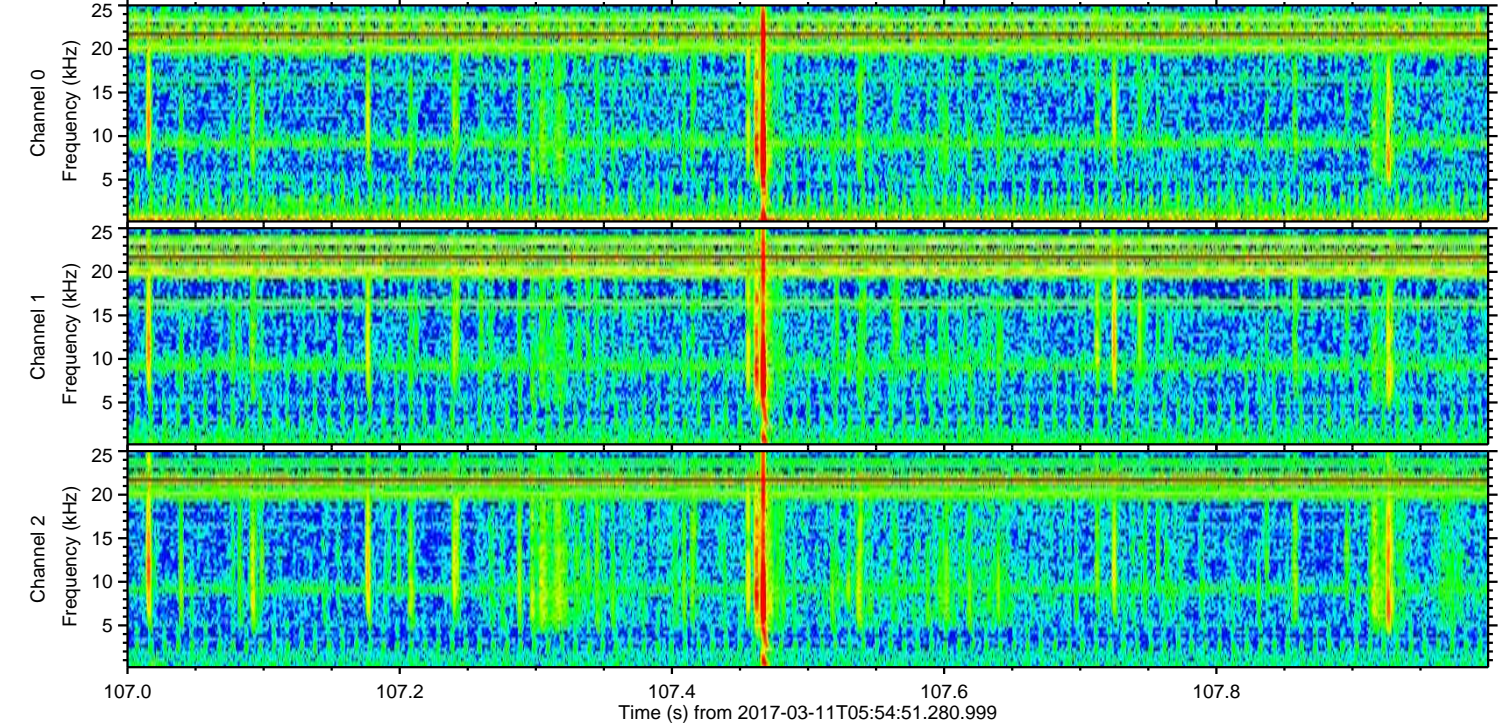 25
20
15
10
5
Channel 0
Frequency (kHz)
25
20
15
10
5
Channel 1
Frequency (kHz)
25
20
15
10
5
Channel 2
Frequency (kHz)
107.0 107.2 107.4 107.6 107.8
Time (s) from 2017-03-11T05:54:51.280.999